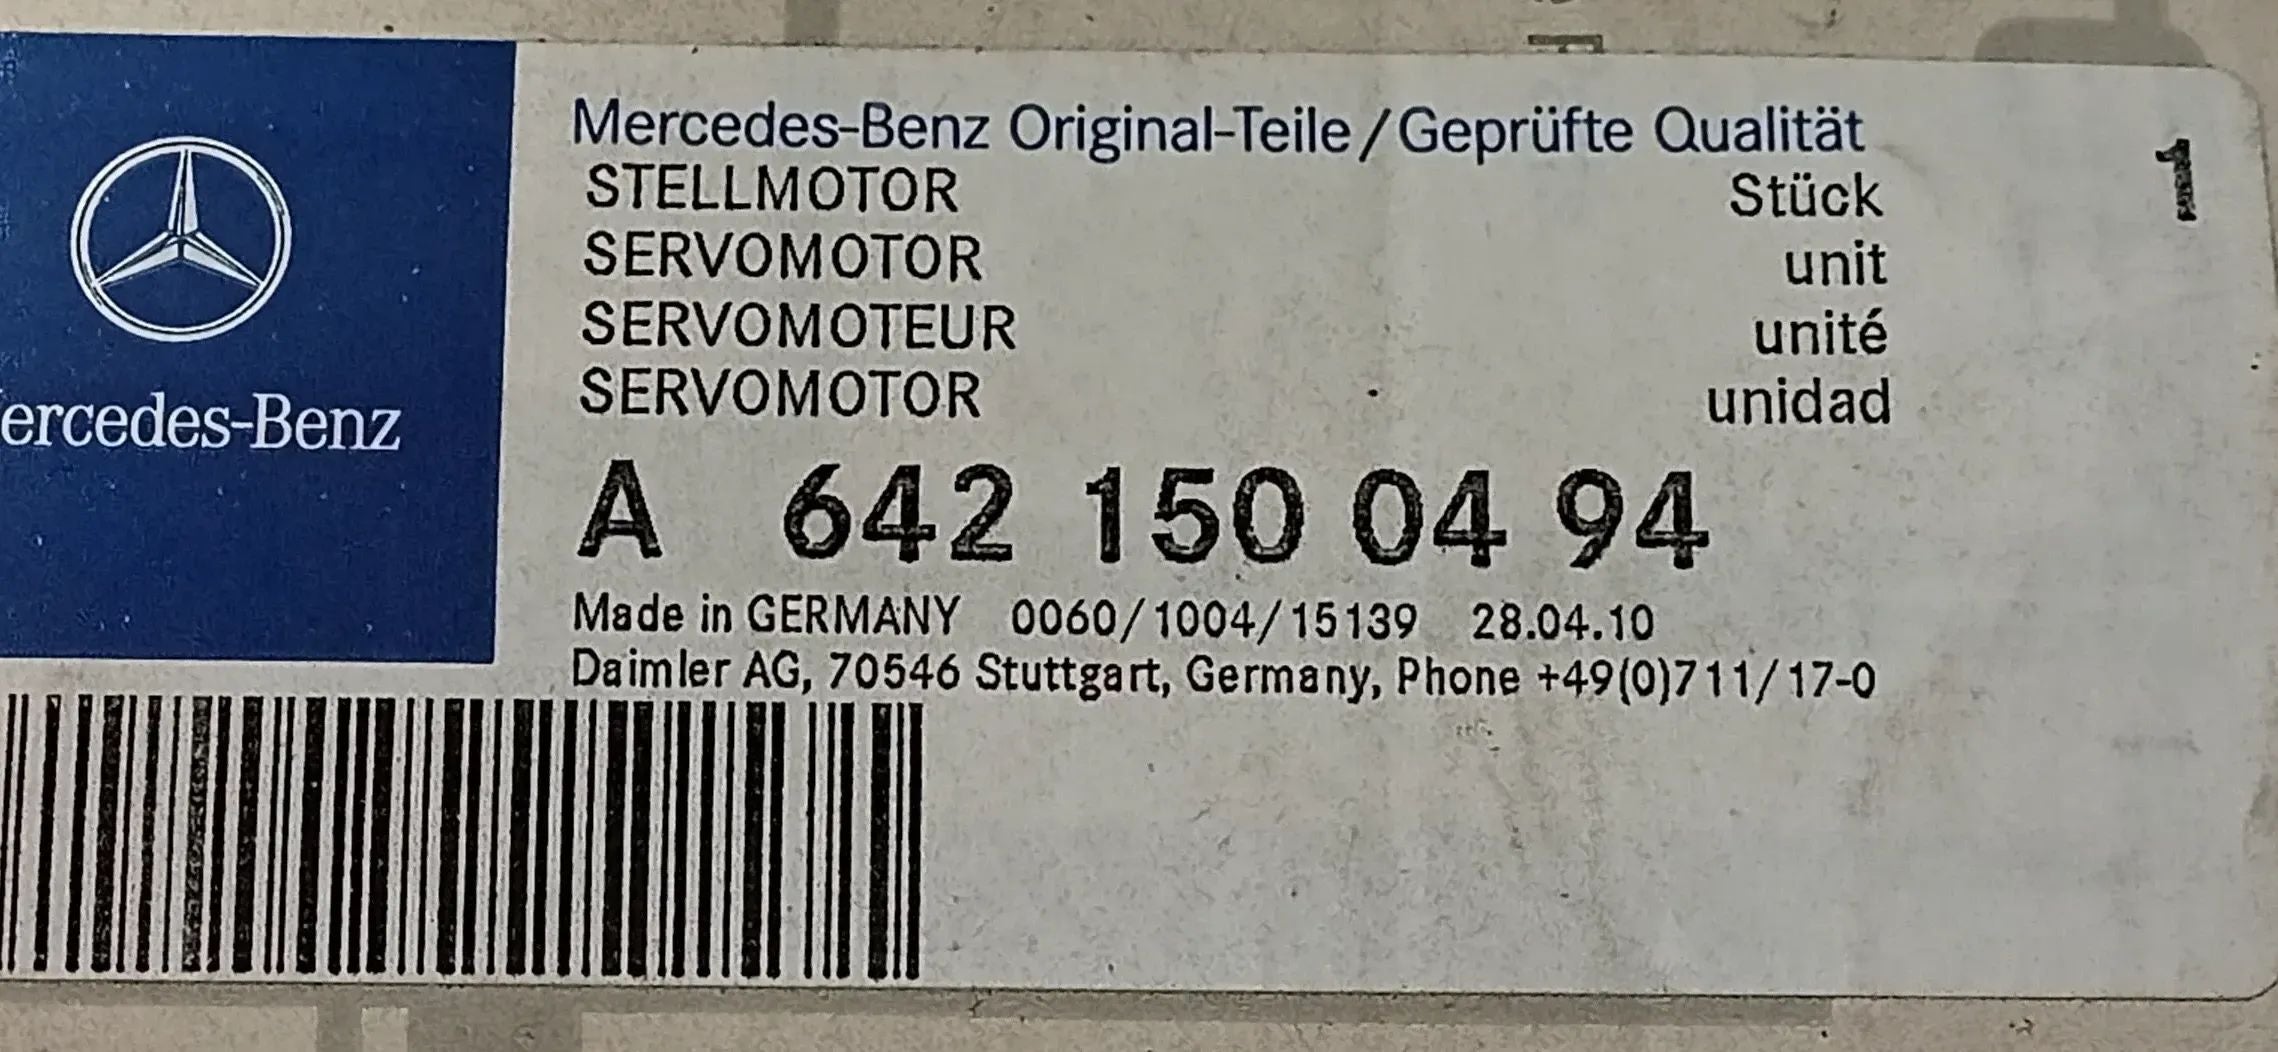 Mercedes-Benz Original-Teile/Geprüfte Qualität
STELLMOTOR Stück 1
SERVOMOTOR unit
SERVOMOTEUR unité
SERVOMOTOR unidad
A 642 150 04 94
Made in GERMANY 0060/1004/15139 28.04.10
Daimler AG, 70546 Stuttgart, Germany, Phone +49(0)711/17-0
ercedes-Benz